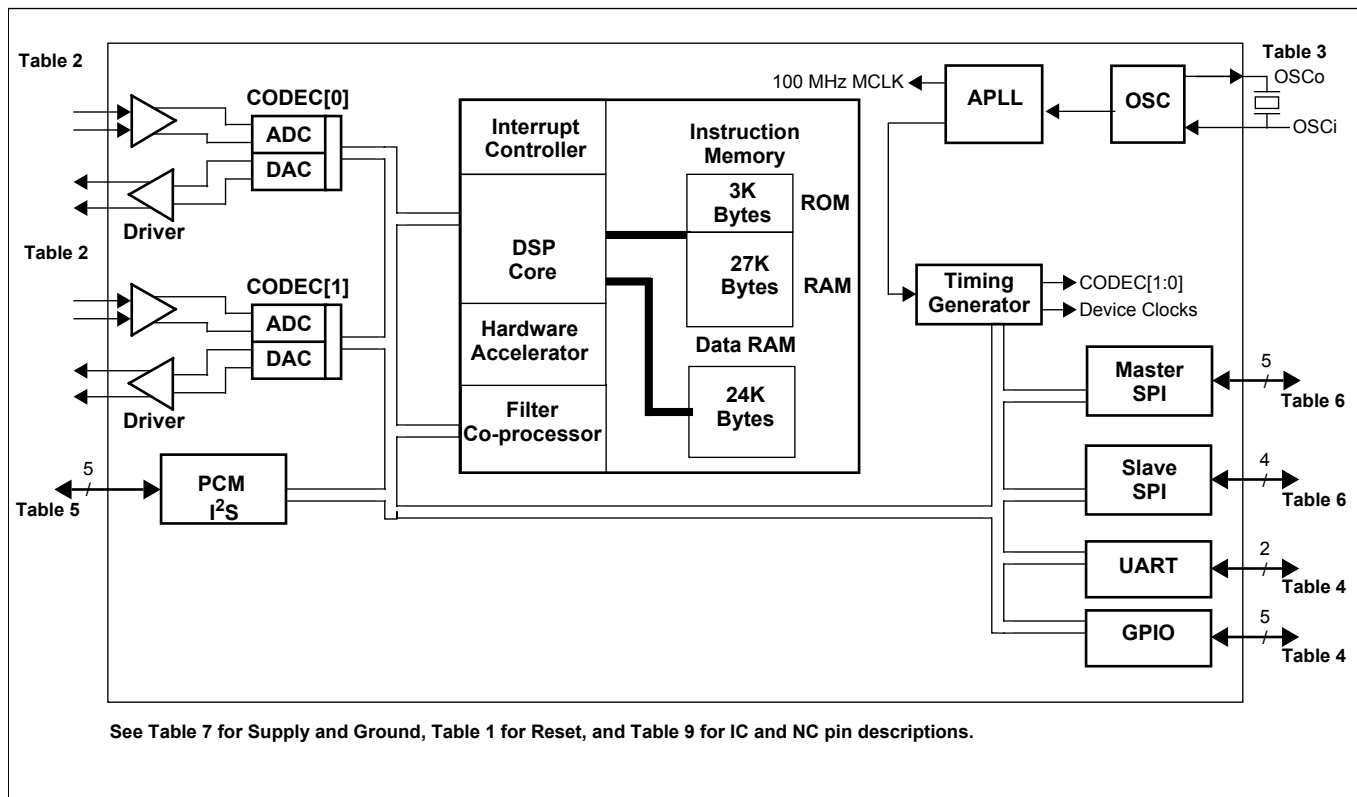 Table 2
CODEC[0]
ADC
DAC
Driver
Table 2
CODEC[1]
ADC
DAC
Driver
5
Table 5
PCM
I²S
Interrupt
Controller
DSP
Core
Hardware
Accelerator
Filter
Co-processor
Instruction
Memory
3K
Bytes
ROM
27K
Bytes
RAM
Data RAM
24K
Bytes
100 MHz MCLK
APLL
OSC
Table 3
OSCo
OSCi
Timing
Generator
CODEC[1:0]
Device Clocks
Master
SPI
5
Table 6
Slave
SPI
4
Table 6
UART
2
Table 4
GPIO
5
Table 4
See Table 7 for Supply and Ground, Table 1 for Reset, and Table 9 for IC and NC pin descriptions.